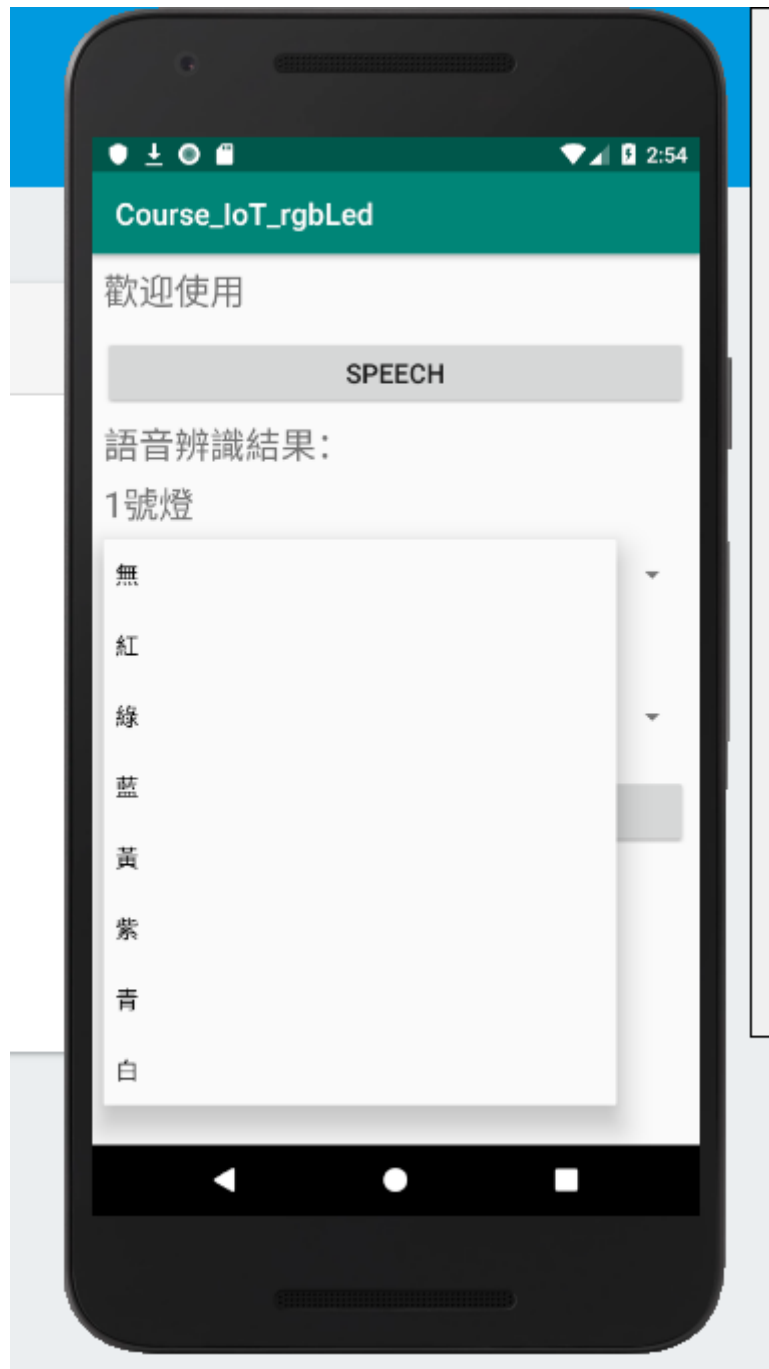 2:54
Course_IoT_rgbLed
歡迎使用
SPEECH
語音辨識結果：
1號燈
無
紅
綠
藍
黃
紫
青
白